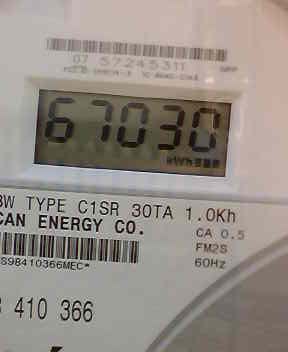 07 57245311
67030
kWh
3W TYPE C1SR 30TA 1.0Kh
CAN ENERGY CO.
CA 0.5
FM2S
S98410366MEC*
60Hz
410 366